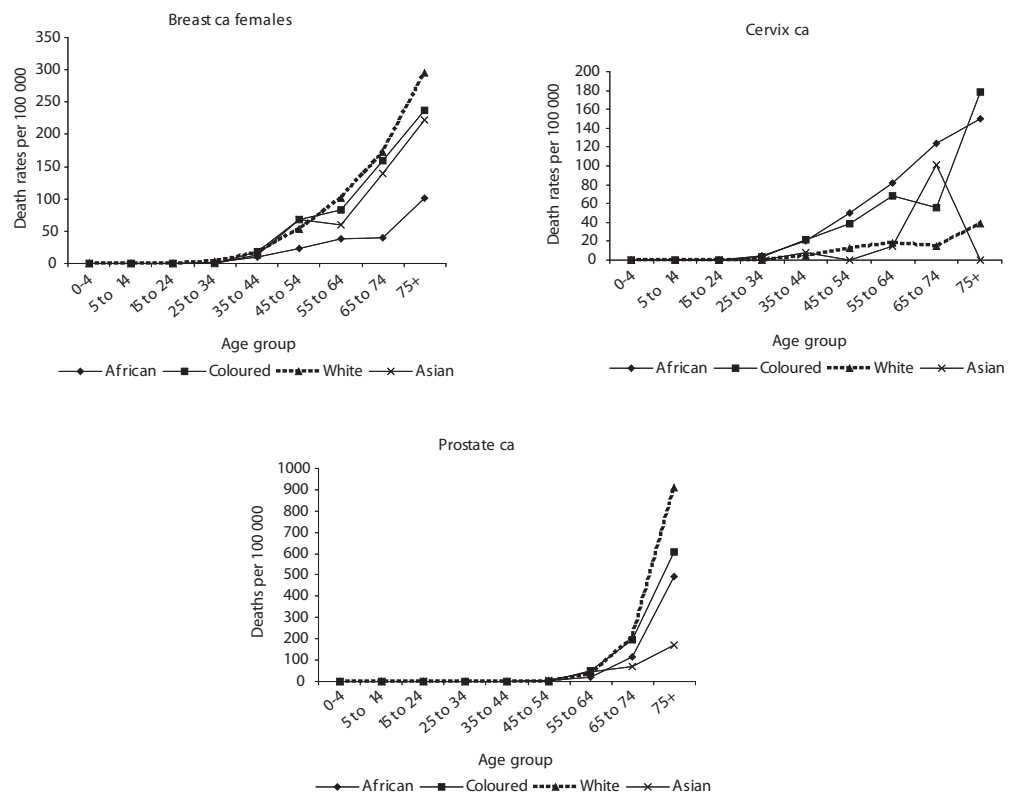 Breast ca females
Death rates per 100 000
350
300
250
200
150
100
50
0
0-4
5 to 14
15 to 24
25 to 34
35 to 44
45 to 54
55 to 64
65 to 74
75+
Age group
African Coloured White Asian
Cervix ca
Death rates per 100 000
200
180
160
140
120
100
80
60
40
20
0
0-4
5 to 14
15 to 24
25 to 34
35 to 44
45 to 54
55 to 64
65 to 74
75+
Age group
African Coloured White Asian
Prostate ca
Deaths per 100 000
1000
900
800
700
600
500
400
300
200
100
0
0-4
5 to 14
15 to 24
25 to 34
35 to 44
45 to 54
55 to 64
65 to 74
75+
Age group
African Coloured White Asian